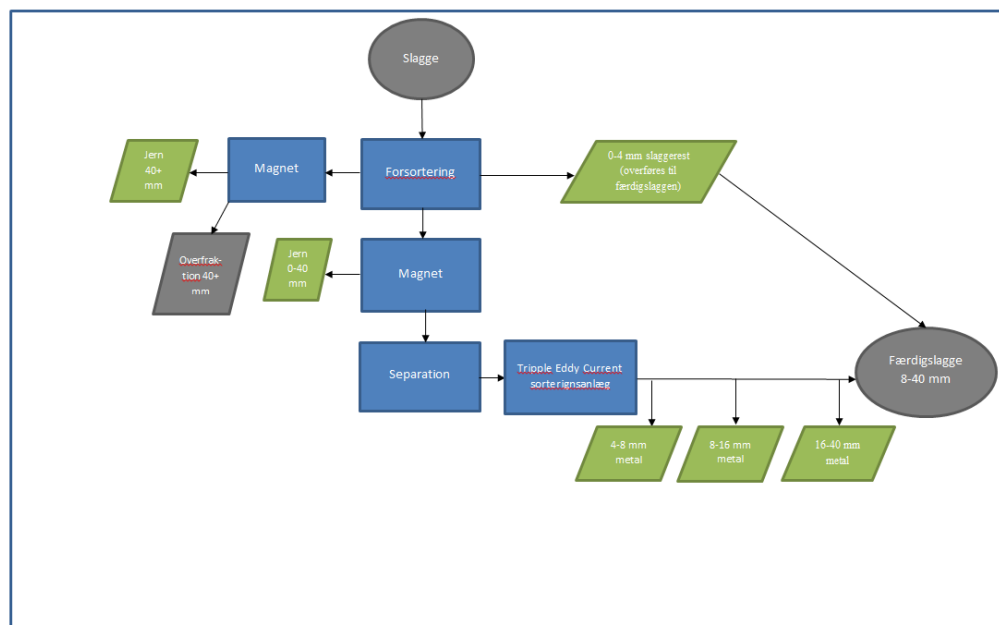 Slagge
Jern
40+
mm
Magnet
Forsortering
0-4 mm slaggerest
(overføres til
færdigslaggen)
Overfrak-
tion 40+
mm
Jern
0-40
mm
Magnet
Separation
Tripple Eddy Current
sorterignsanlæg
Færdigslagge
8-40 mm
4-8 mm
metal
8-16 mm
metal
16-40 mm
metal